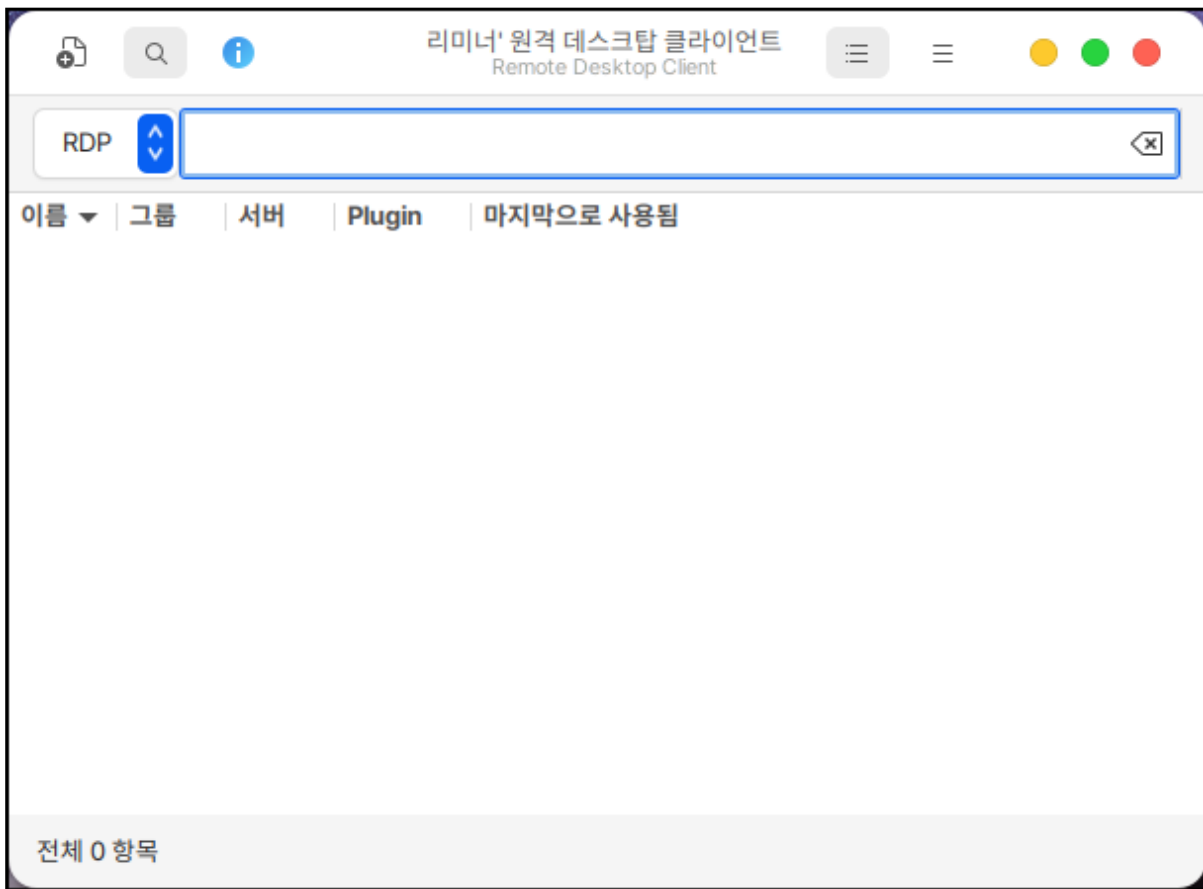 리미너' 원격 데스크탑 클라이언트
Remote Desktop Client
RDP
이름 그룹 서버 Plugin 마지막으로 사용됨
전체 0 항목